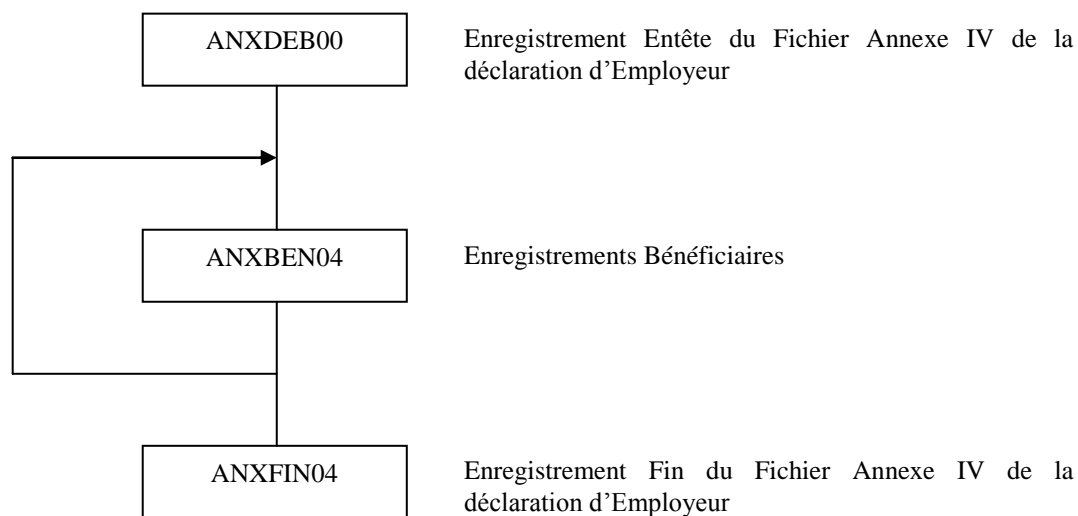 ANXDEB00
Enregistrement Entête du Fichier Annexe IV de la
déclaration d’Employeur
ANXBEN04
Enregistrements Bénéficiaires
ANXFIN04
Enregistrement Fin du Fichier Annexe IV de la
déclaration d’Employeur